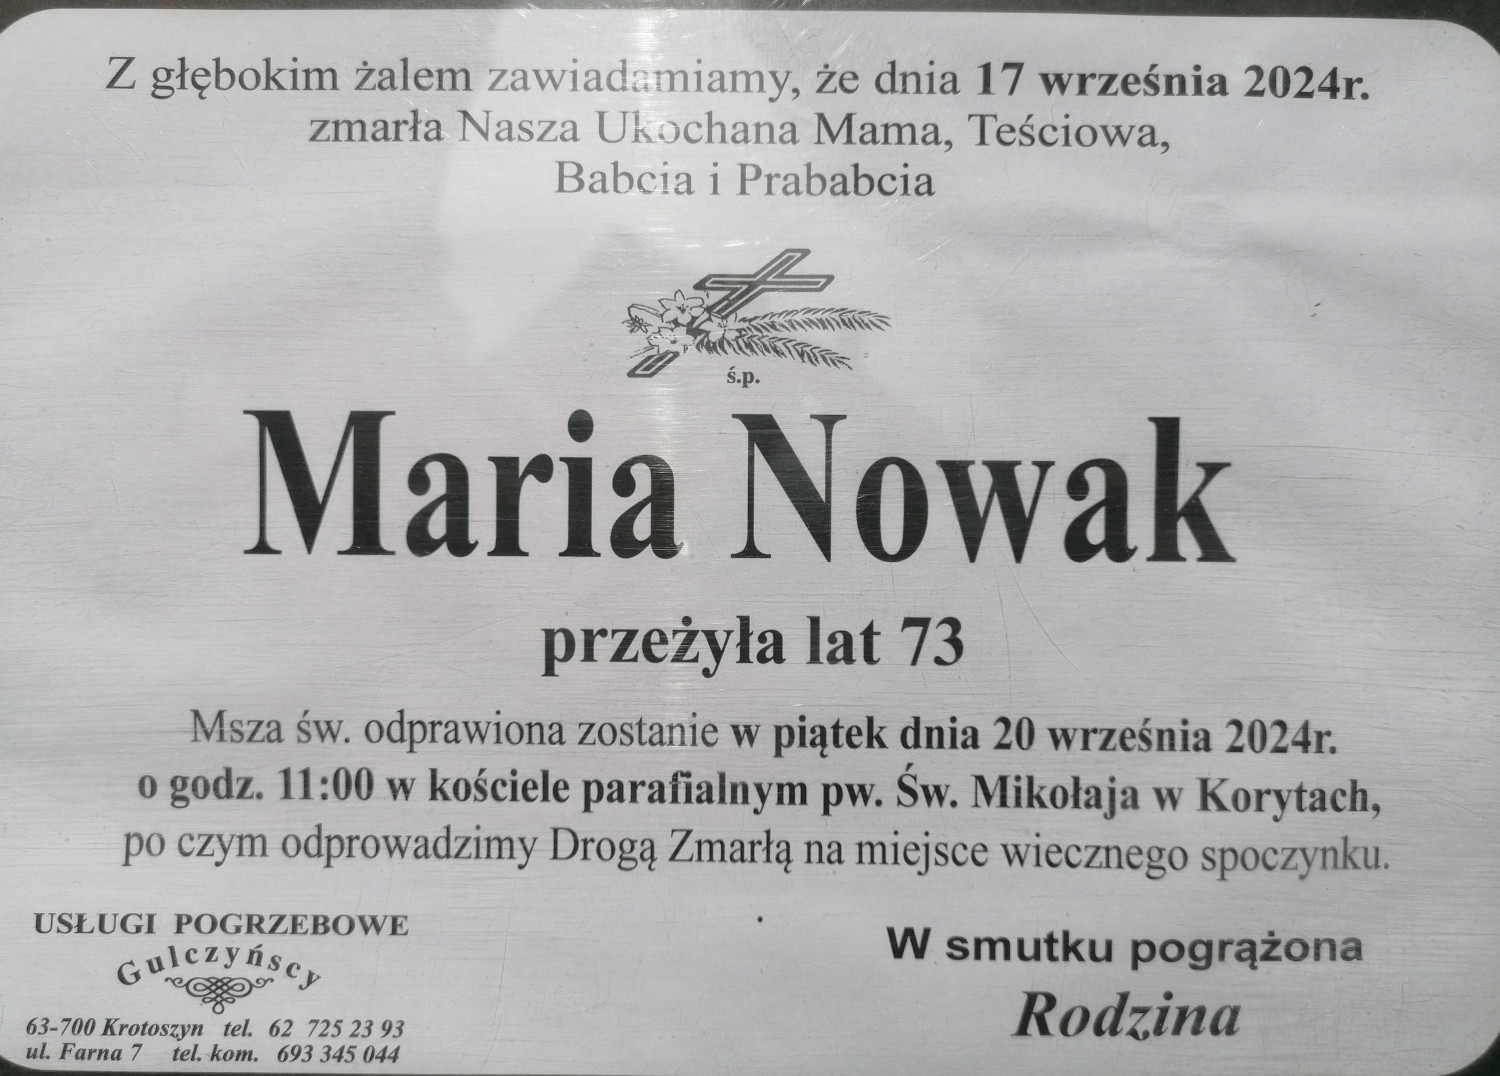 Z głębokim żalem zawiadamiamy, że dnia 17 września 2024r.
zmarła Nasza Ukochana Mama, Teściowa,
Babcia i Prababcia
ś.p.
Maria Nowak
przeżyła lat 73
Msza św. odprawiona zostanie w piątek dnia 20 września 2024r.
o godz. 11:00 w kościele parafialnym pw. Św. Mikołaja w Korytach,
po czym odprowadzimy Drogą Zmarłą na miejsce wiecznego spoczynku.
USŁUGI POGRZEBOWE
Gulczyńscy
63-700 Krotoszyn tel. 62 725 23 93
ul. Farna 7 tel. kom. 693 345 044
W smutku pogrążona
Rodzina